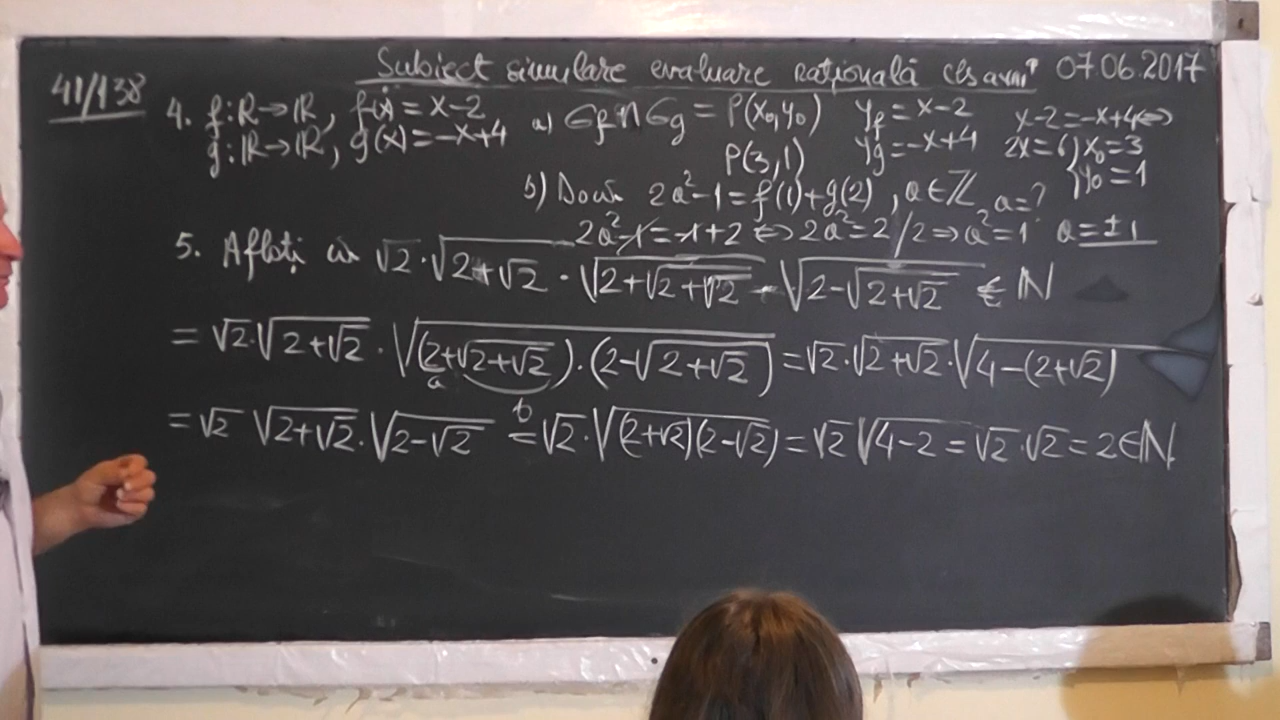 Subiect simulare evaluare națională cls a VIII-a 07.06.2017
41/138
4. f:R→R, f(x)=x-2 a) Gf∩Gg=P(x₀,y₀) yf=x-2 x-2=-x+4⇔
g:R→R, g(x)=-x+4 P(3,1) yg=-x+4 2x=6 } x₀=3
y₀=1
b) 2a²-1=f(1)+g(2), a∈Z a=?
2a²-1=-1+2⇔2a²=2/2⇒a²=1 a=±1
5. Aflați √2·√(2+√2)·√(2+√(2+√2))·√(2-√(2+√2)) ∈ N
=√2·√(2+√2)·√((2+√(2+√2))·(2-√(2+√2)))=√2·√(2+√2)·√(4-(2+√2))
a b
=√2 √(2+√2)·√(2-√2)=√2·√((2+√2)(2-√2))=√2√(4-2)=√2·√2=2∈N